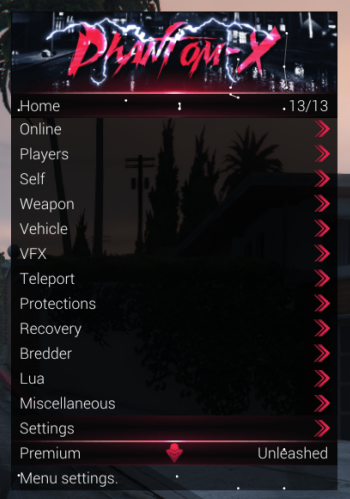 Phantom-X
Home 13/13
Online
Players
Self
Weapon
Vehicle
VFX
Teleport
Protections
Recovery
Bredder
Lua
Miscellaneous
Settings
Premium Unleashed
Menu settings.